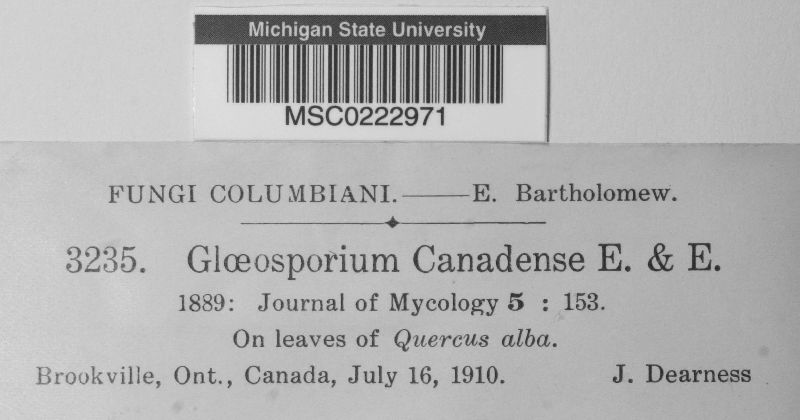 Michigan State University
MSC0222971
FUNGI COLUMBIANI.——E. Bartholomew.
3235. Glœosporium Canadense E. & E.
1889: Journal of Mycology 5 : 153.
On leaves of Quercus alba.
Brookville, Ont., Canada, July 16, 1910. J. Dearness